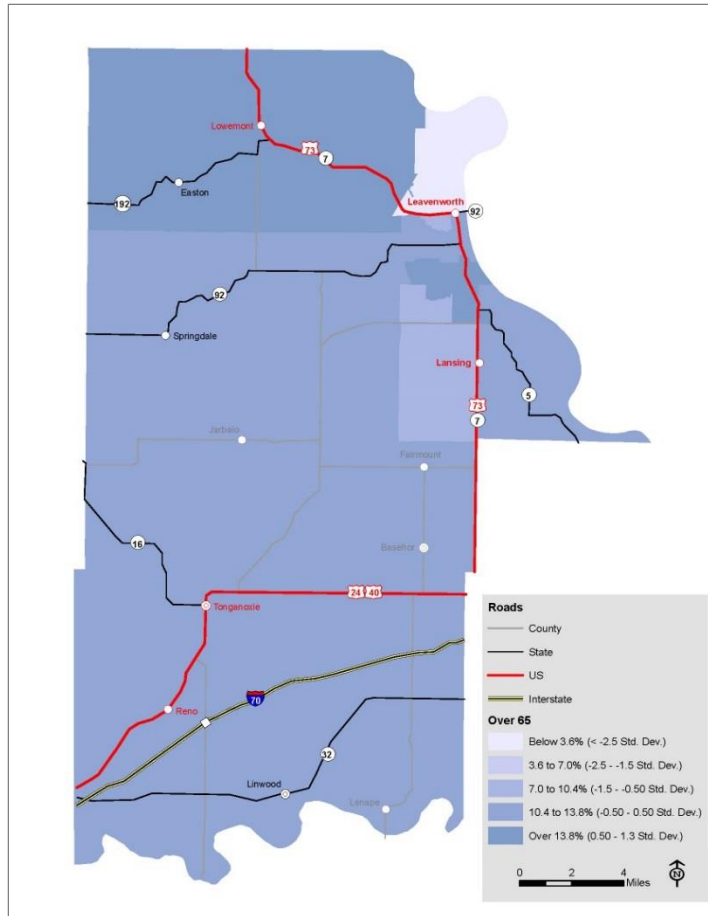 Lowemont
73
7
Easton
192
Leavenworth
92
92
Springdale
Lansing
5
73
7
Jarbalo
Fairmount
16
Basehor
24 40
Tonganoxie
Reno
70
32
Linwood
Lenape
Roads
County
State
US
Interstate
Over 65
Below 3.6% (< -2.5 Std. Dev.)
3.6 to 7.0% (-2.5 - -1.5 Std. Dev.)
7.0 to 10.4% (-1.5 - -0.50 Std. Dev.)
10.4 to 13.8% (-0.50 - 0.50 Std. Dev.)
Over 13.8% (0.50 - 1.3 Std. Dev.)
0 2 4
Miles
N